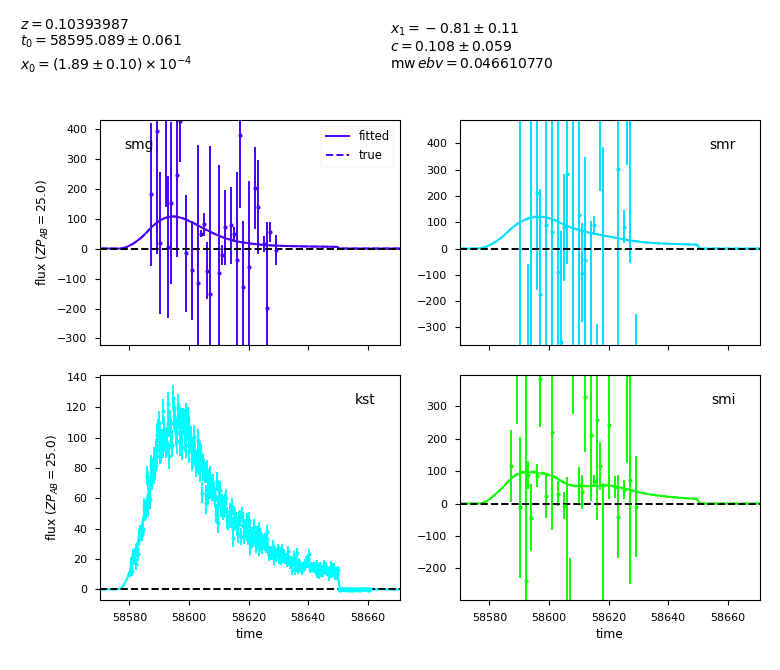 z = 0.10393987
t₀ = 58595.089 ± 0.061
x₀ = (1.89 ± 0.10) × 10⁻⁴
x₁ = −0.81 ± 0.11
c = 0.108 ± 0.059
mw ebv = 0.046610770
smg
fitted
true
400
300
200
100
0
−100
−200
−300
flux (ZP_AB = 25.0)
smr
400
300
200
100
0
−100
−200
−300
kst
140
120
100
80
60
40
20
0
flux (ZP_AB = 25.0)
58580 58600 58620 58640 58660
time
smi
300
200
100
0
−100
−200
58580 58600 58620 58640 58660
time